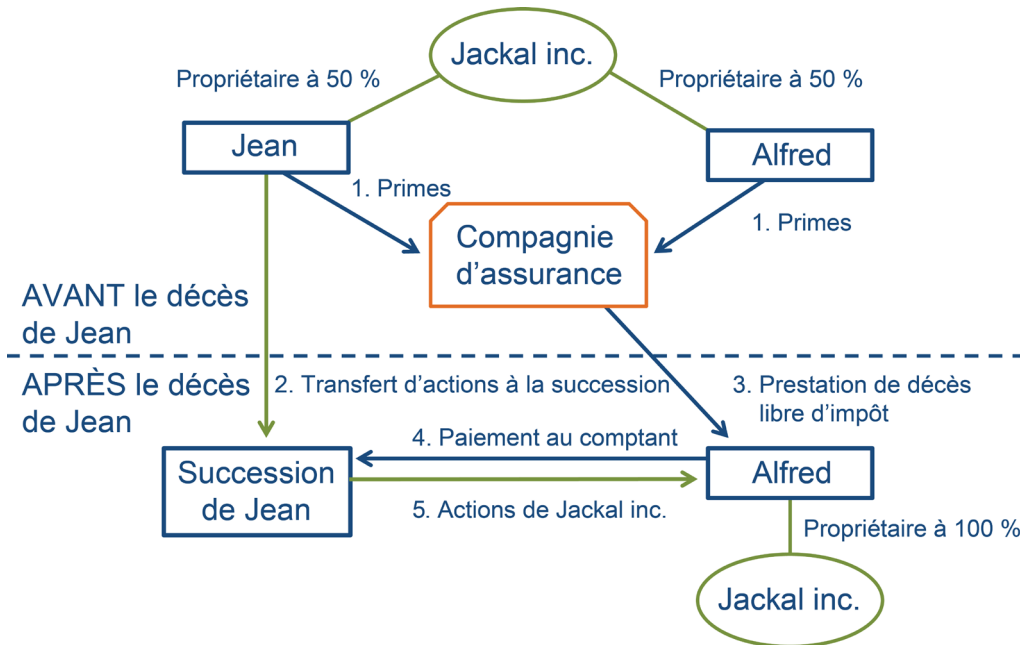 Jackal inc.
Propriétaire à 50 %
Propriétaire à 50 %
Jean
Alfred
1. Primes
1. Primes
Compagnie
d'assurance
AVANT le décès
de Jean
APRÈS le décès
de Jean
2. Transfert d'actions à la succession
3. Prestation de décès
libre d'impôt
4. Paiement au comptant
Succession
de Jean
Alfred
5. Actions de Jackal inc.
Propriétaire à 100 %
Jackal inc.